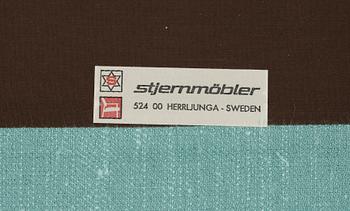 stjernmöbler
524 00 HERRLJUNGA - SWEDEN